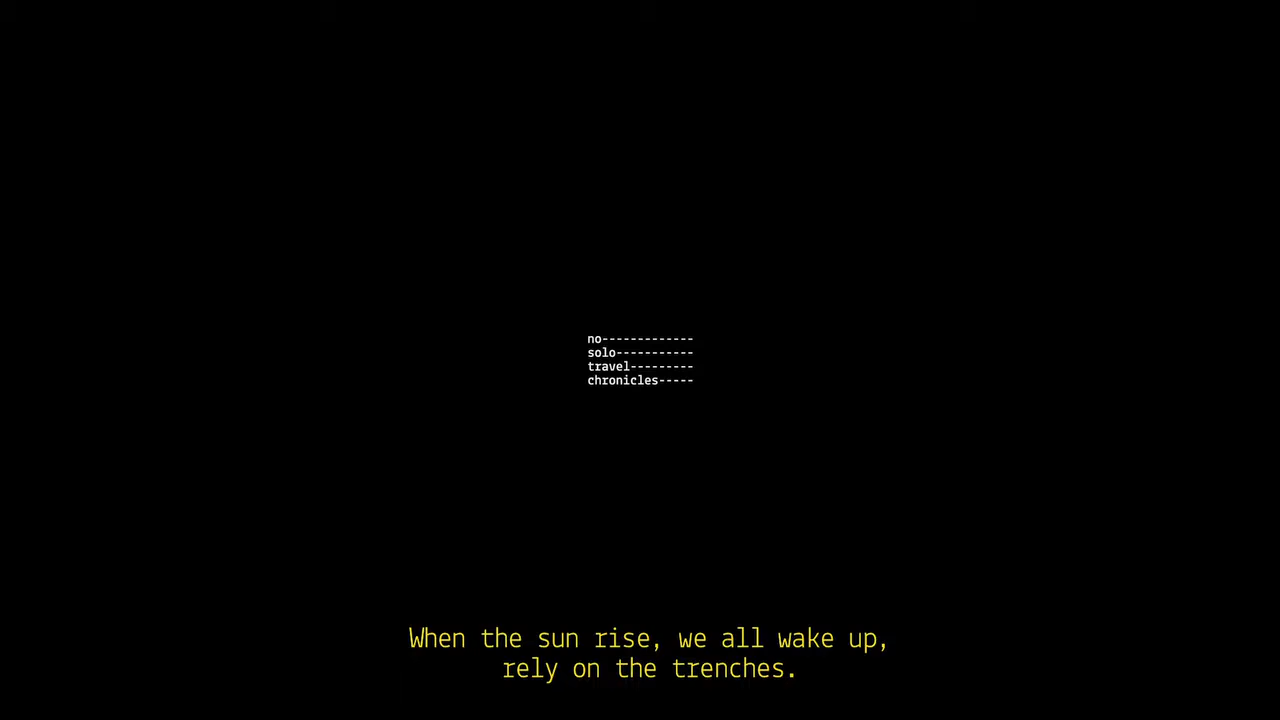 no-------------
solo-----------
travel---------
chronicles-----
When the sun rise, we all wake up,
rely on the trenches.